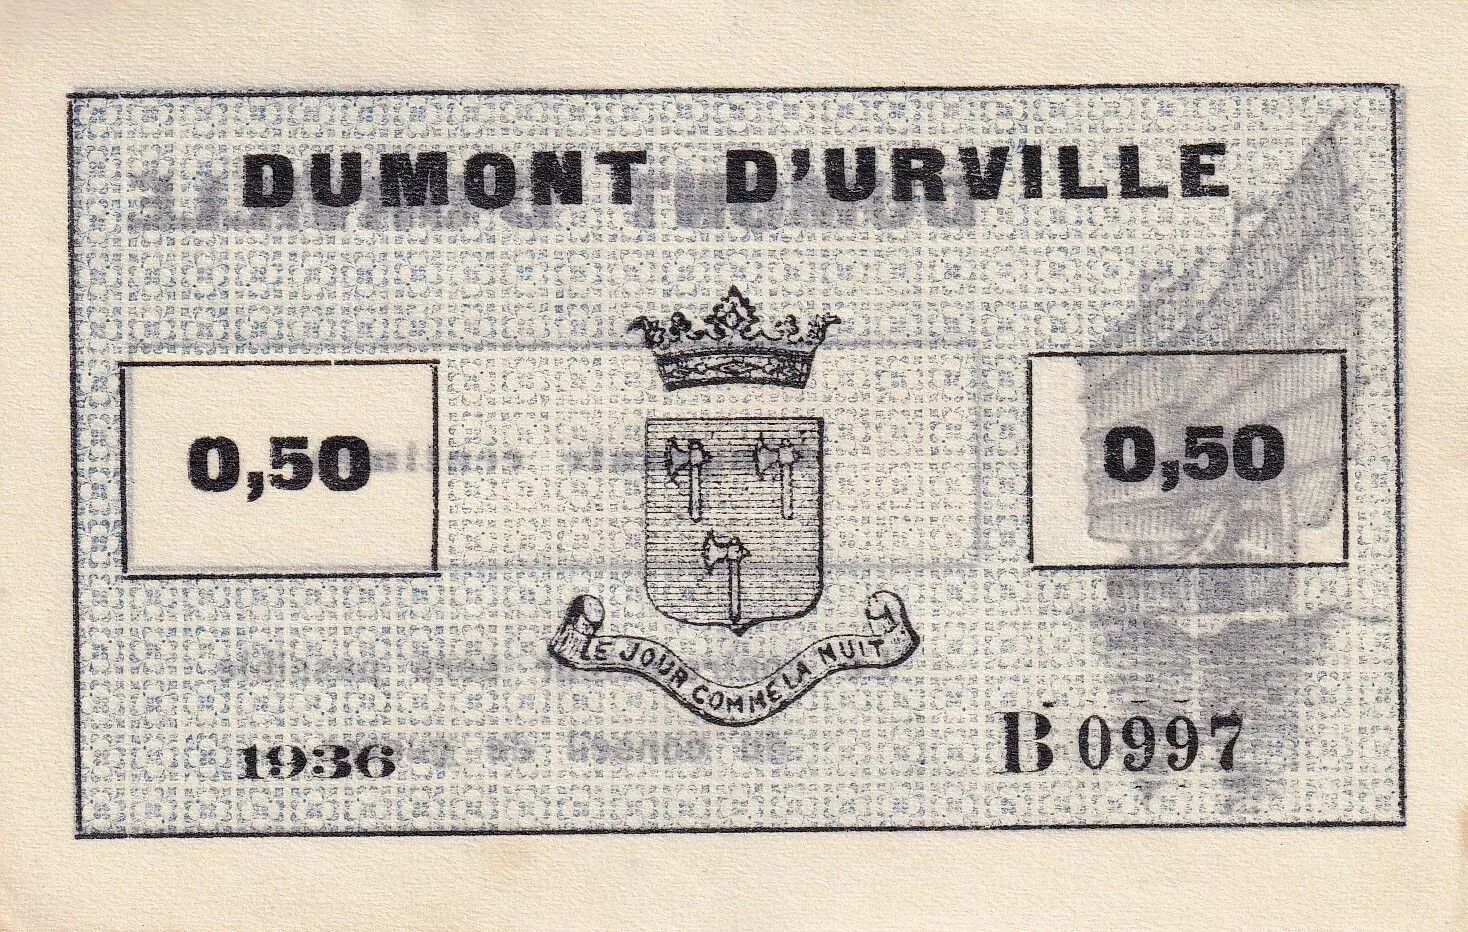 DUMONT D'URVILLE
0,50
0,50
LE JOUR COMME LA NUIT
1936
B 0997